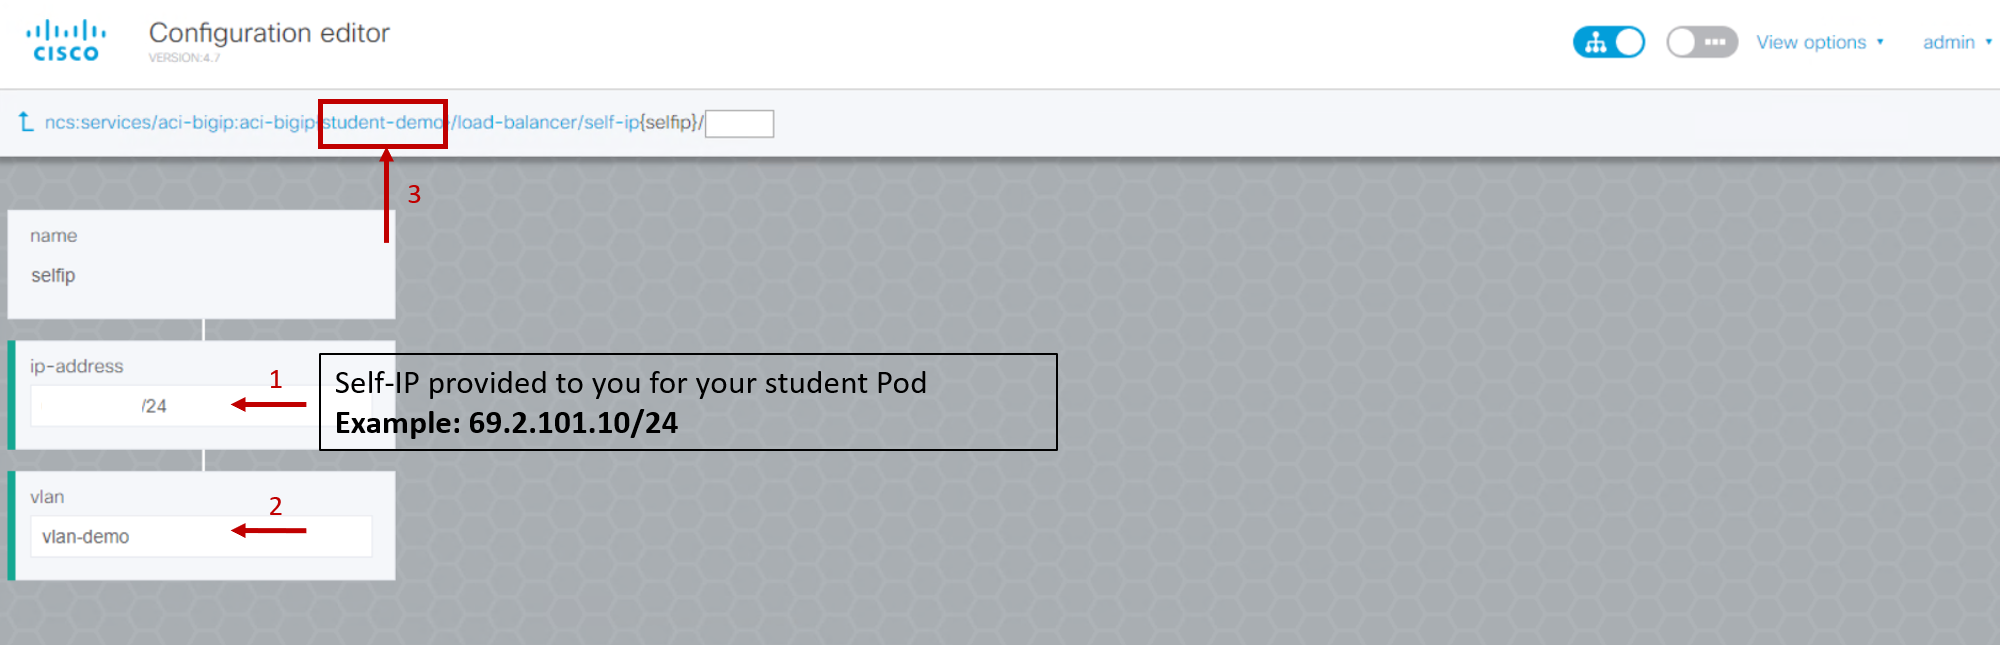 CISCO
Configuration editor
VERSION:4.7
View options
admin
ncs:services/aci-bigip:aci-bigip{student-demo}/load-balancer/self-ip{selfip}/
3
name
selfip
ip-address
/24
1
Self-IP provided to you for your student Pod
Example: 69.2.101.10/24
vlan
vlan-demo
2